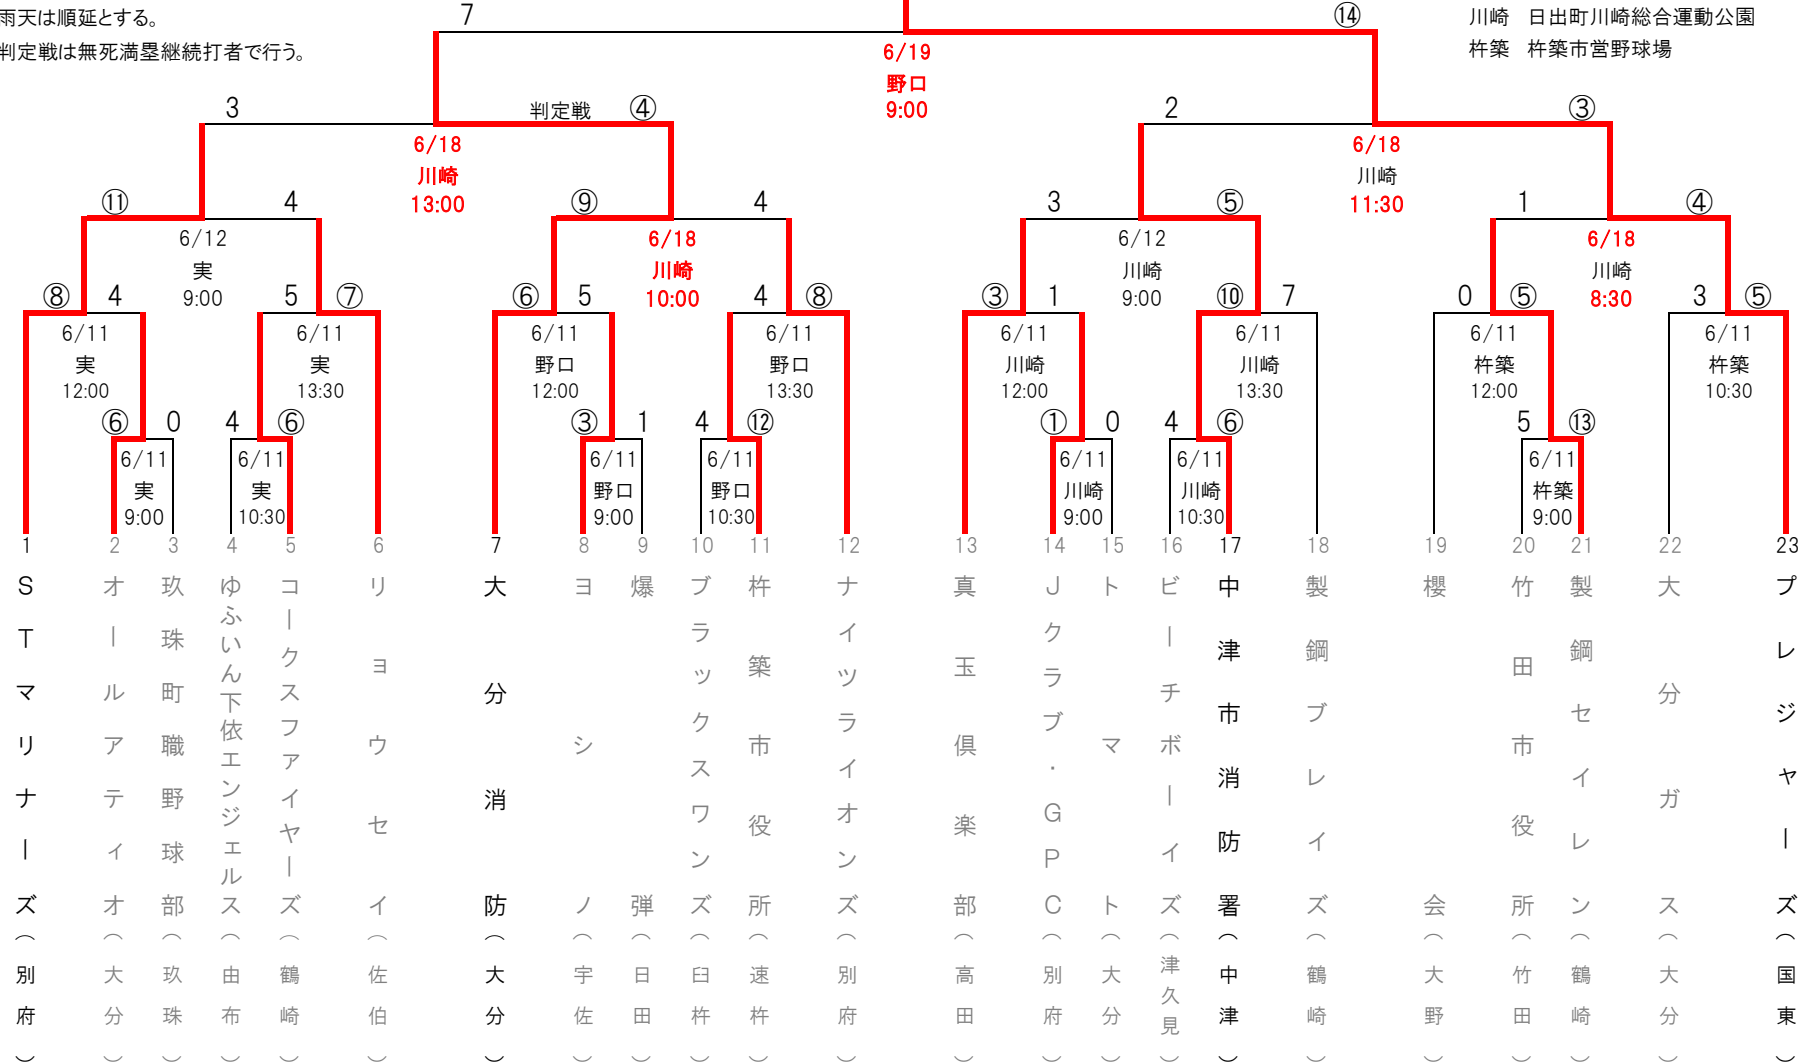 雨天は順延とする。
判定戦は無死満塁継続打者で行う。
川崎 日出町川崎総合運動公園
杵築 杵築市営野球場
7 ⑭
6/19
野口
9:00
3 判定戦 ④ 2 ③
6/18 6/18
川崎 川崎
13:00 11:30
⑪ 4 ⑨ 4 3 ⑤ 1 ④
6/12 6/18 6/12 6/18
実 川崎 川崎 川崎
9:00 10:00 9:00 8:30
⑧ 4 5 ⑦ ⑥ 5 4 ⑧ ③ 1 ⑩ 7 0 ⑤ 3 ⑤
6/11 6/11 6/11 6/11 6/11 6/11 6/11 6/11
実 実 野口 野口 川崎 川崎 杵築 杵築
12:00 13:30 12:00 13:30 12:00 13:30 12:00 10:30
⑥ 0 4 ⑥ ③ 1 4 ⑫ ① 0 4 ⑥ 5 ⑬
6/11 6/11 6/11 6/11 6/11 6/11 6/11
実 実 野口 野口 川崎 川崎 杵築
9:00 10:30 9:00 10:30 9:00 10:30 9:00
1 2 3 4 5 6 7 8 9 10 11 12 13 14 15 16 17 18 19 20 21 22 23
STマリナーズ(別府)
オールアティオ(大分)
玖珠町職野球部(玖珠)
ゆふいん下依エンジェルス(由布)
コークスファイヤーズ(鶴崎)
リョウセイ(佐伯)
大分消防(大分)
ヨシノ(宇佐)
爆弾(日田)
ブラックスワンズ(臼杵)
杵築市役所(速杵)
ナイツライオンズ(別府)
真玉倶楽部(高田)
Jクラブ・GPC(別府)
トマト(大分)
ビーチボーイズ(津久見)
中津市消防署(中津)
製鋼ブレイズ(鶴崎)
櫻会(大野)
竹田市役所(竹田)
製鋼セイレン(鶴崎)
大分ガス(大分)
プレジャーズ(国東)